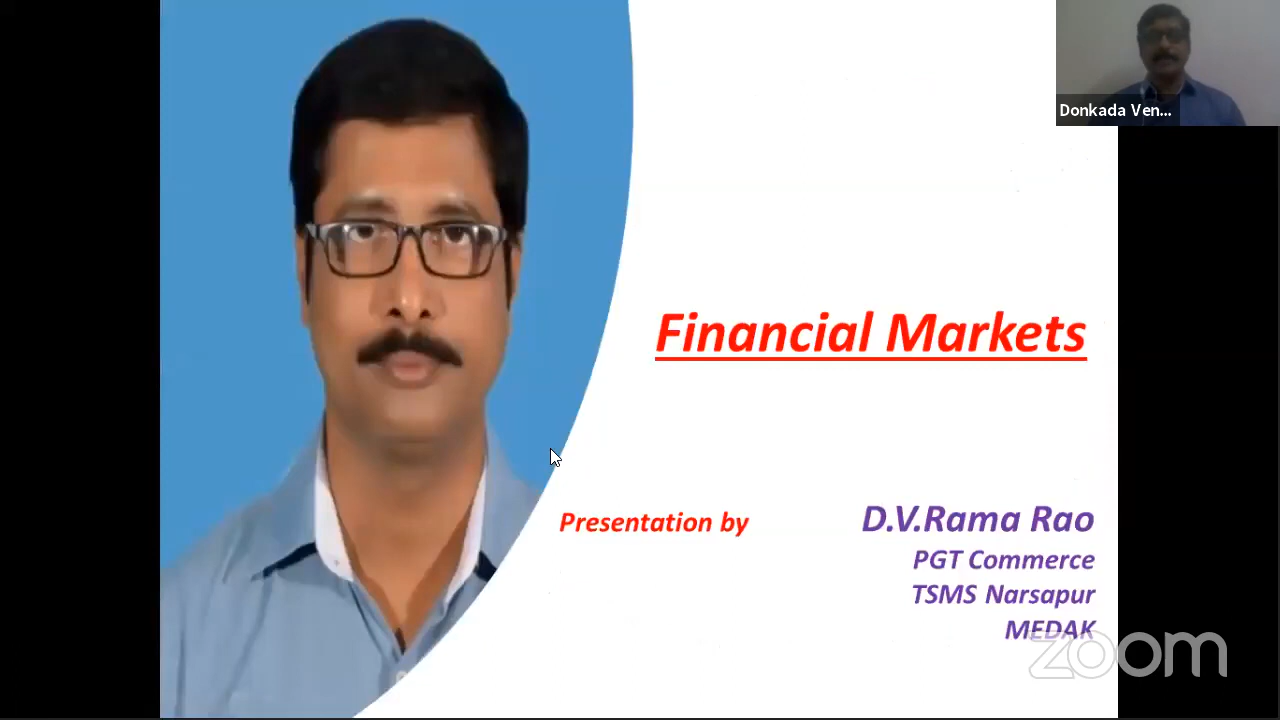 Donkada Ven...
Financial Markets
Presentation by
D.V.Rama Rao
PGT Commerce
TSMS Narsapur
MEDAK
zoom